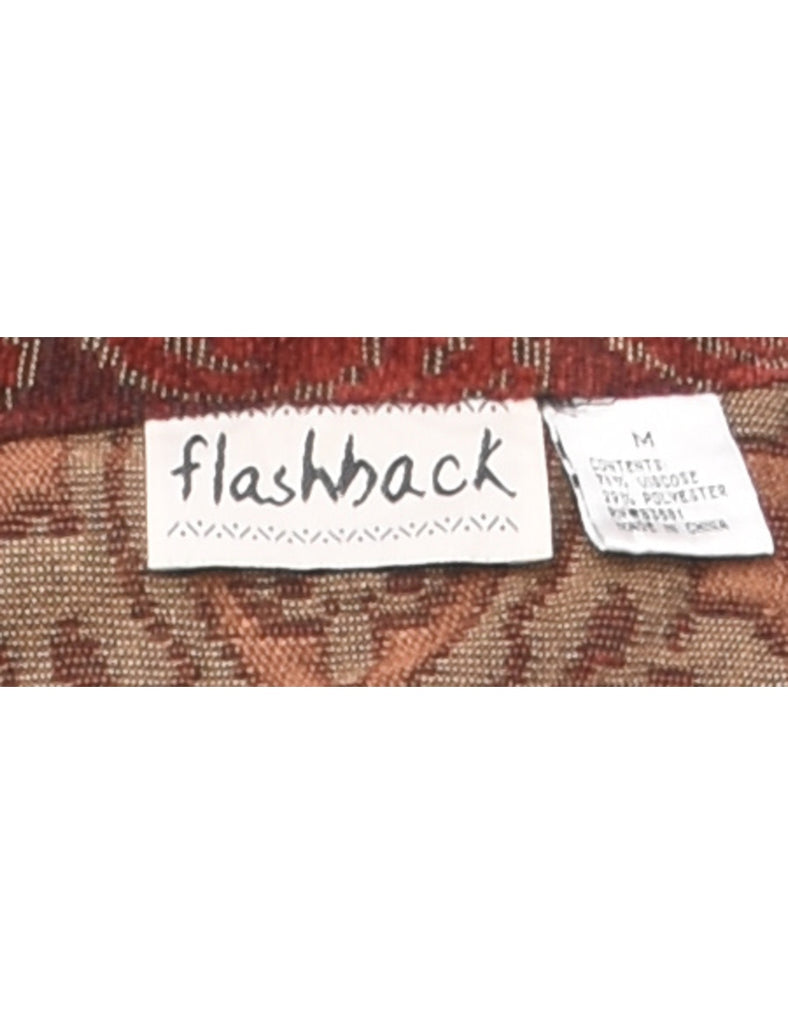 flashback
M
CONTENTS:
VISCOSE
POLYESTER
MADE IN CHINA